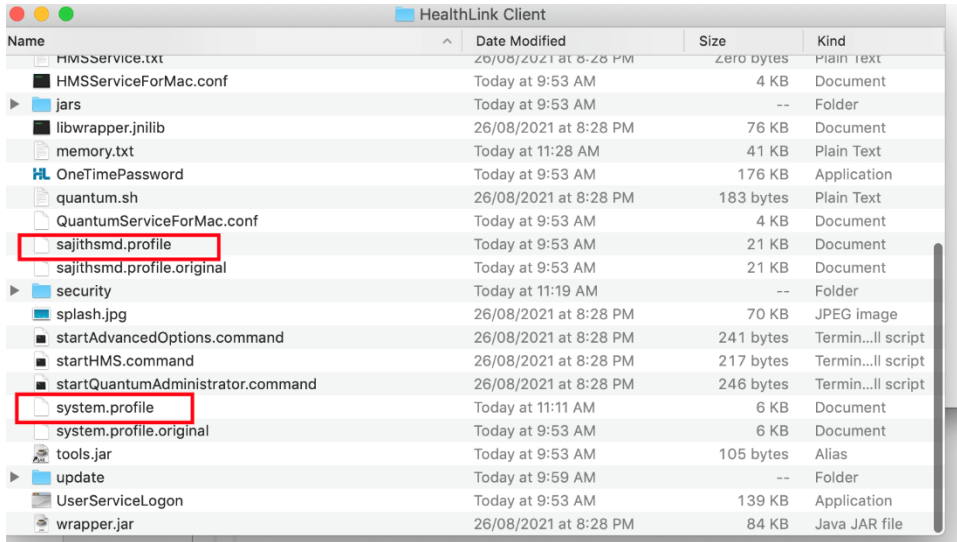 HealthLink Client
Name Date Modified Size Kind
HMSService.txt 26/08/2021 at 8:28 PM Zero bytes Plain Text
HMSServiceForMac.conf Today at 9:53 AM 4 KB Document
jars Today at 9:53 AM -- Folder
libwrapper.jnilib 26/08/2021 at 8:28 PM 76 KB Document
memory.txt Today at 11:28 AM 41 KB Plain Text
HL OneTimePassword Today at 9:53 AM 176 KB Application
quantum.sh 26/08/2021 at 8:28 PM 183 bytes Plain Text
QuantumServiceForMac.conf Today at 9:53 AM 4 KB Document
sajithsmd.profile Today at 9:53 AM 21 KB Document
sajithsmd.profile.original Today at 9:53 AM 21 KB Document
security Today at 11:19 AM -- Folder
splash.jpg 26/08/2021 at 8:28 PM 70 KB JPEG image
startAdvancedOptions.command 26/08/2021 at 8:28 PM 241 bytes Termin...ll script
startHMS.command 26/08/2021 at 8:28 PM 217 bytes Termin...ll script
startQuantumAdministrator.command 26/08/2021 at 8:28 PM 246 bytes Termin...ll script
system.profile Today at 11:11 AM 6 KB Document
system.profile.original Today at 9:53 AM 6 KB Document
tools.jar Today at 9:53 AM 105 bytes Alias
update Today at 9:59 AM -- Folder
UserServiceLogon Today at 9:53 AM 139 KB Application
wrapper.jar 26/08/2021 at 8:28 PM 84 KB Java JAR file